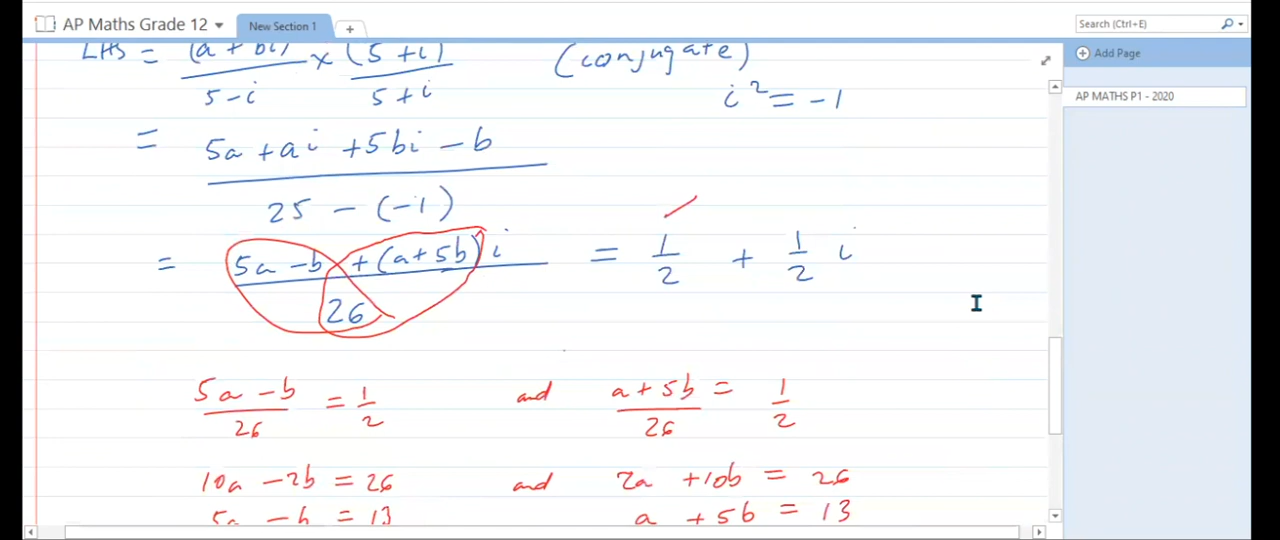 AP Maths Grade 12
New Section 1
+
Search (Ctrl+E)
Add Page
AP MATHS P1 - 2020
LHS = (a + bi) / (5 - i) × (5 + i) / (5 + i) (conjugate)
i² = -1
= (5a + ai + 5bi - b) / (25 - (-1))
= (5a - b + (a + 5b)i) / 26 = 1/2 + 1/2 i
(5a - b)/26 = 1/2 and (a + 5b)/26 = 1/2
10a - 2b = 26 and 2a + 10b = 26
5a - b = 13 a + 5b = 13